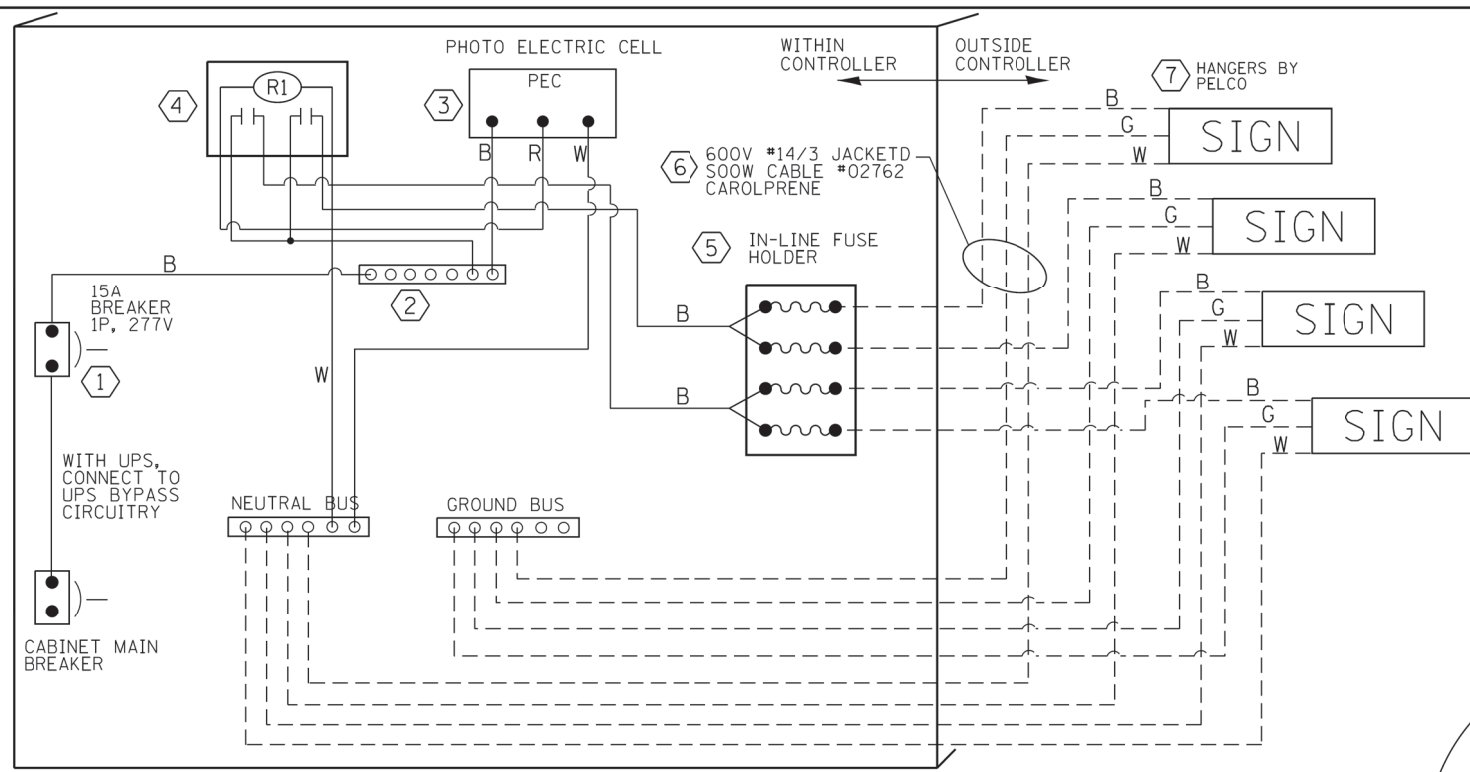 PHOTO ELECTRIC CELL
WITHIN
CONTROLLER
OUTSIDE
CONTROLLER
7
HANGERS BY
PELCO
R1
4
3
PEC
B
R
W
6
600V #14/3 JACKETD
SOOW CABLE #02762
CAROLPRENE
B
G
W
SIGN
B
G
W
SIGN
5
IN-LINE FUSE
HOLDER
B
2
15A
BREAKER
1P, 277V
1
W
B
B
B
G
W
SIGN
B
G
W
SIGN
WITH UPS,
CONNECT TO
UPS BYPASS
CIRCUITRY
NEUTRAL BUS
GROUND BUS
CABINET MAIN
BREAKER